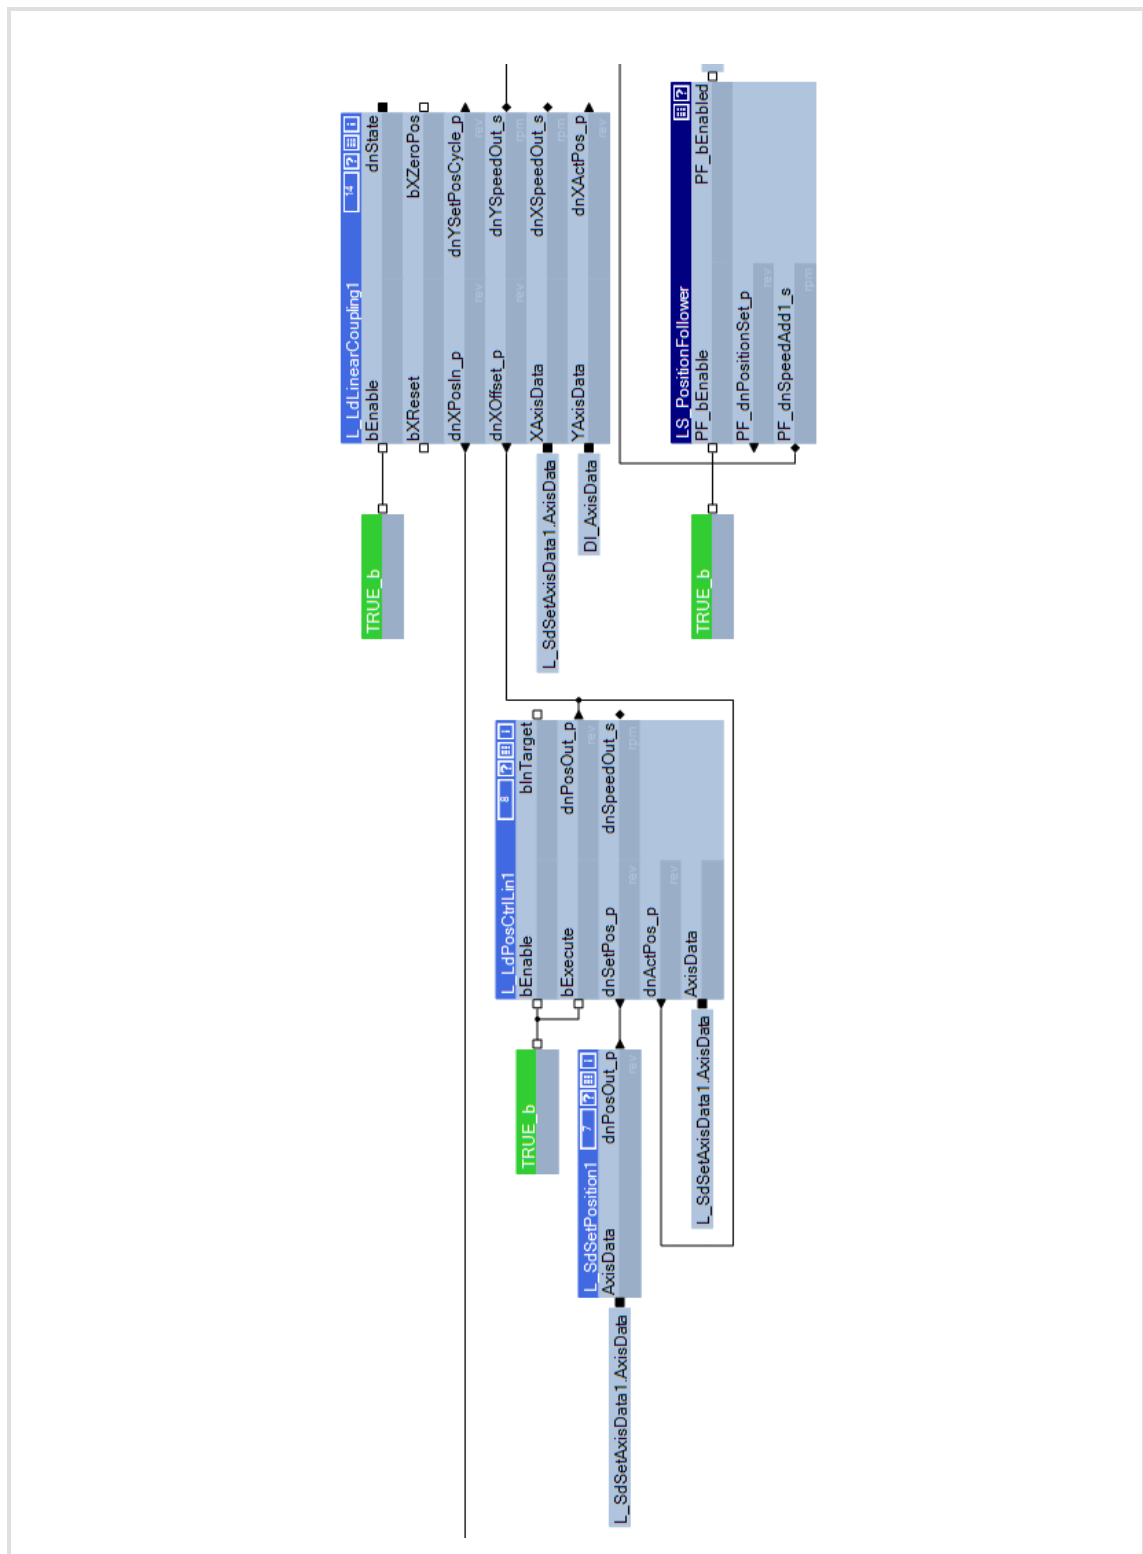 L_SdSetAxisData1.AxisData
L_SdSetPosition1
7
AxisData
dnPosOut_p
rev
TRUE_b
L_LdPosCtrlLin1
8
bEnable
bInTarget
bExecute
dnPosOut_p
rev
dnSetPos_p
rev
dnSpeedOut_s
rpm
dnActPos_p
rev
AxisData
L_SdSetAxisData1.AxisData
TRUE_b
L_LdLinearCoupling1
14
bEnable
dnState
bXReset
bXZeroPos
dnXPosIn_p
rev
dnYSetPosCycle_p
rev
dnXOffset_p
rev
dnYSpeedOut_s
rpm
XAxisData
dnXSpeedOut_s
rpm
YAxisData
dnXActPos_p
rev
L_SdSetAxisData1.AxisData
DI_AxisData
TRUE_b
LS_PositionFollower
PF_bEnable
PF_bEnabled
PF_dnPositionSet_p
rev
PF_dnSpeedAdd1_s
rpm